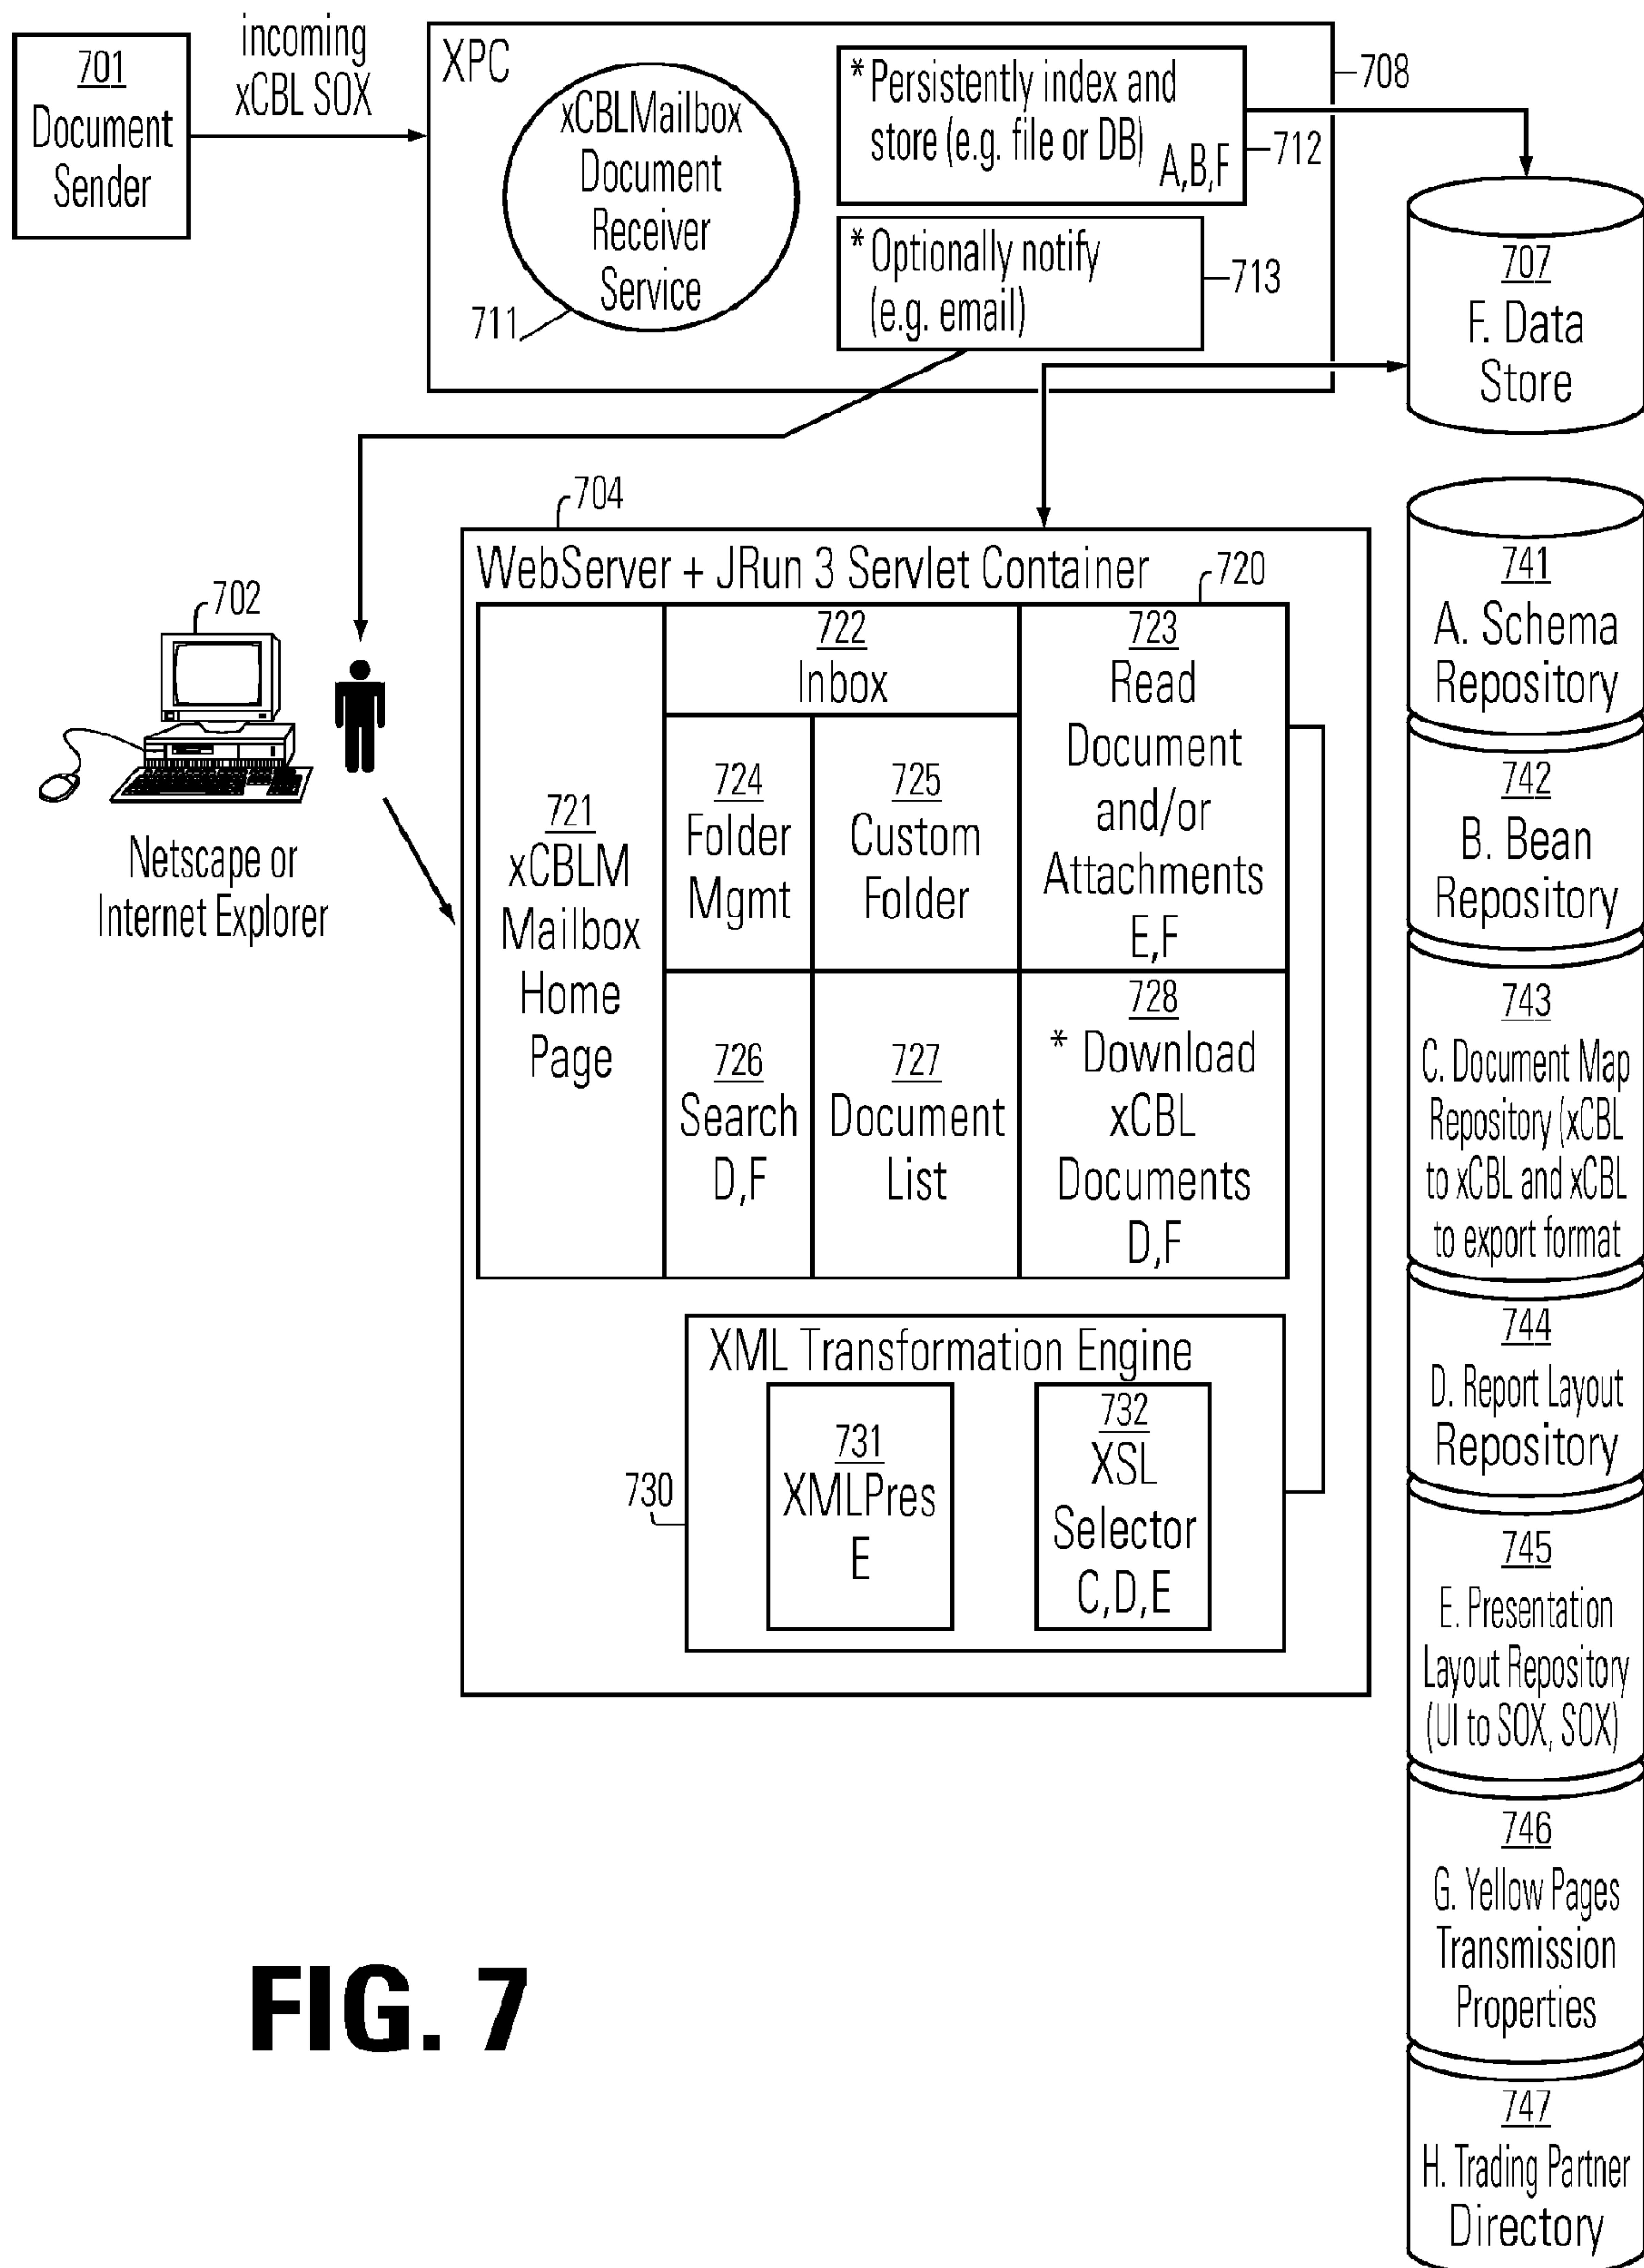 701
Document
Sender
incoming
xCBL SOX
XPC
xCBLMailbox
Document
Receiver
Service
711
* Persistently index and
store (e.g. file or DB)
A,B,F
712
708
* Optionally notify
(e.g. email)
713
707
F. Data
Store
702
Netscape or
Internet Explorer
704
WebServer + JRun 3 Servlet Container
720
721
xCBLM
Mailbox
Home
Page
722
Inbox
723
Read
Document
and/or
Attachments
E,F
724
Folder
Mgmt
725
Custom
Folder
726
Search
D,F
727
Document
List
728
* Download
xCBL
Documents
D,F
XML Transformation Engine
730
731
XMLPres
E
732
XSL
Selector
C,D,E
741
A. Schema
Repository
742
B. Bean
Repository
743
C. Document Map
Repository (xCBL
to xCBL and xCBL
to export format
744
D. Report Layout
Repository
745
E. Presentation
Layout Repository
(UI to SOX, SOX)
746
G. Yellow Pages
Transmission
Properties
747
H. Trading Partner
Directory
FIG. 7